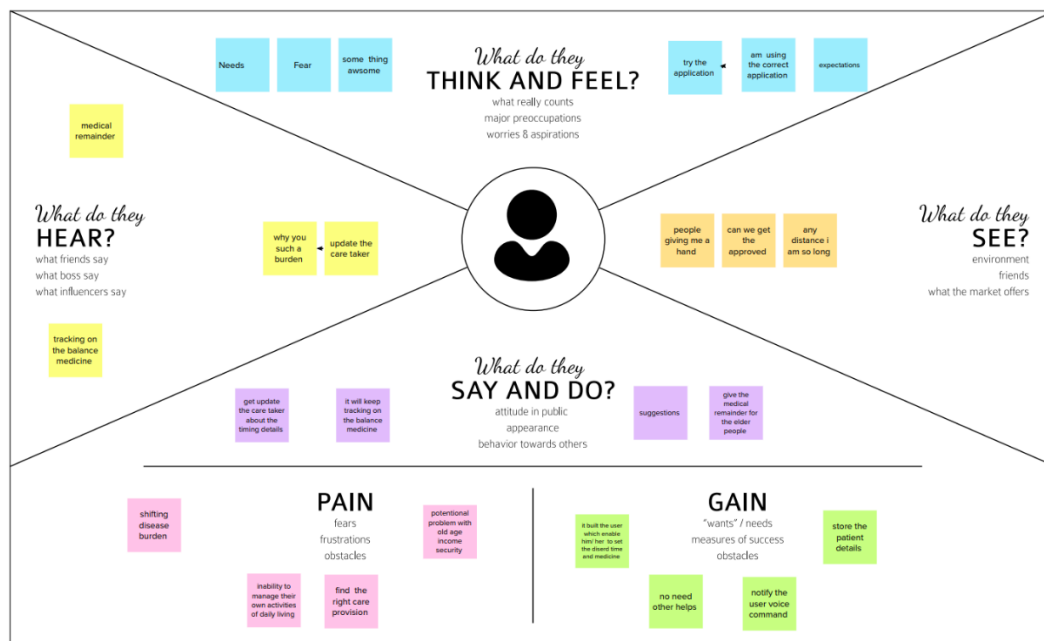 Needs
Fear
some thing
awsome
What do they
THINK AND FEEL?
what really counts
major preoccupations
worries & aspirations
try the
application
am using
the correct
application
expectations
medical
remainder
What do they
HEAR?
what friends say
what boss say
what influencers say
why you
such a
burden
update the
care taker
tracking on
the balance
medicine
people
giving me a
hand
can we get
the
approved
any
distance i
am so long
What do they
SEE?
environment
friends
what the market offers
What do they
SAY AND DO?
attitude in public
appearance
behavior towards others
get update
the care taker
about the
timing details
it will keep
tracking on
the balance
medicine
suggestions
give the
medical
remainder for
the elder
people
PAIN
fears
frustrations
obstacles
shifting
disease
burden
potentional
problem with
old age
income
security
inability to
manage their
own activities
of daily living
find the
right care
provision
GAIN
"wants" / needs
measures of success
obstacles
it built the user
which enable
him/ her to set
the diserd time
and medicine
store the
patient
details
no need
other helps
notify the
user voice
command